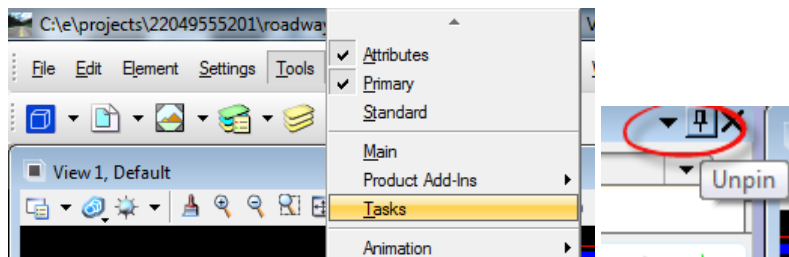 C:\e\projects\22049555201\roadway
File Edit Element Settings Tools
Attributes
Primary
Standard
Main
Product Add-Ins
Tasks
Animation
View 1, Default
Unpin